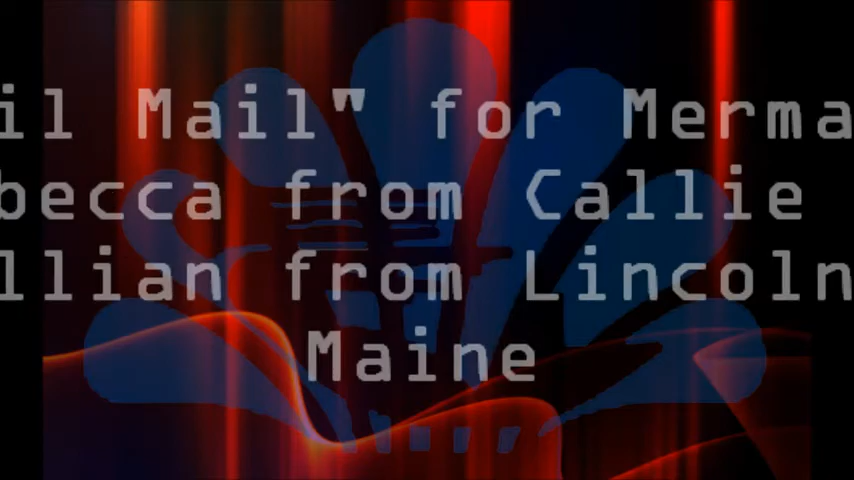 il Mail" for Merma
becca from Callie
llian from Lincoln
Maine